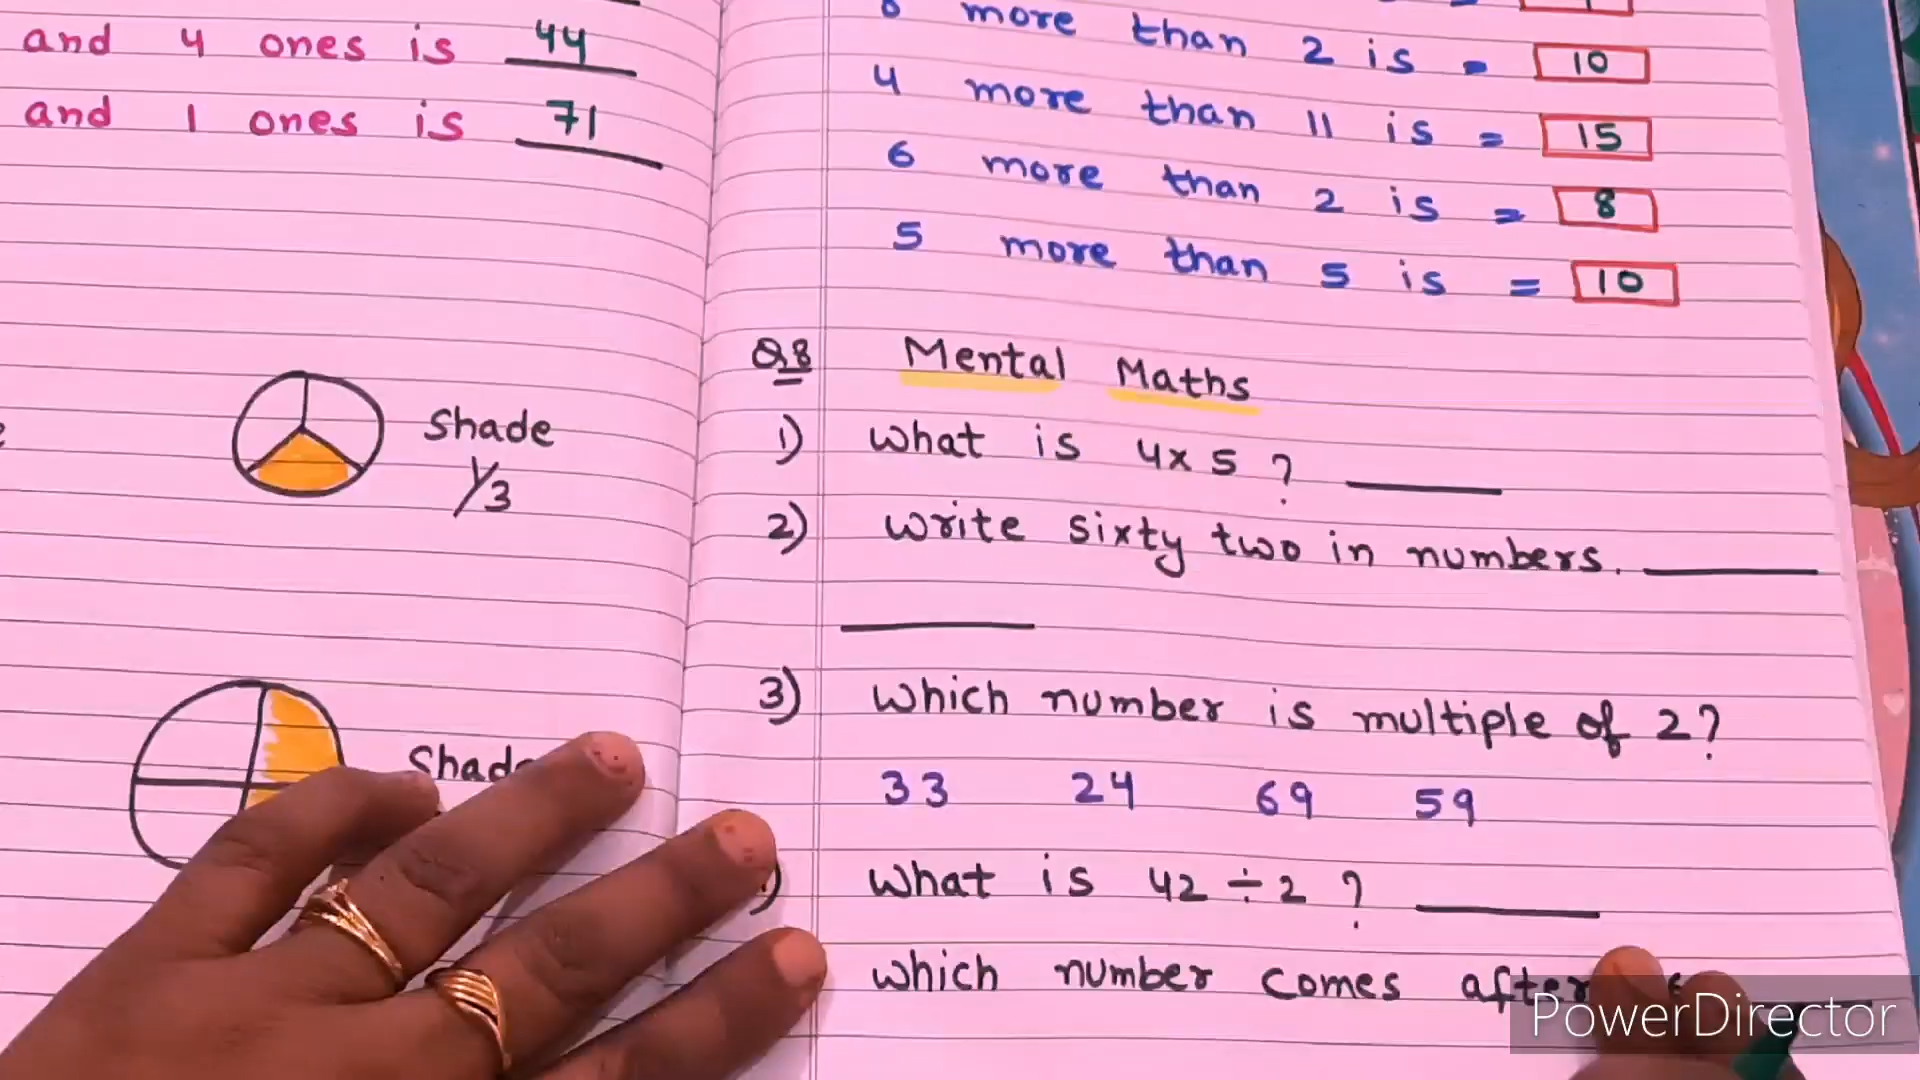 and 4 ones is 44
and 1 ones is 71
Shade
1/3
more than 2 is = 10
4 more than 11 is = 15
6 more than 2 is = 8
5 more than 5 is = 10
Q.8 Mental Maths
1) What is 4x5 ?
2) Write sixty two in numbers.
3) Which number is multiple of 2?
33 24 69 59
What is 42 ÷ 2 ?
Which number comes after
PowerDirector